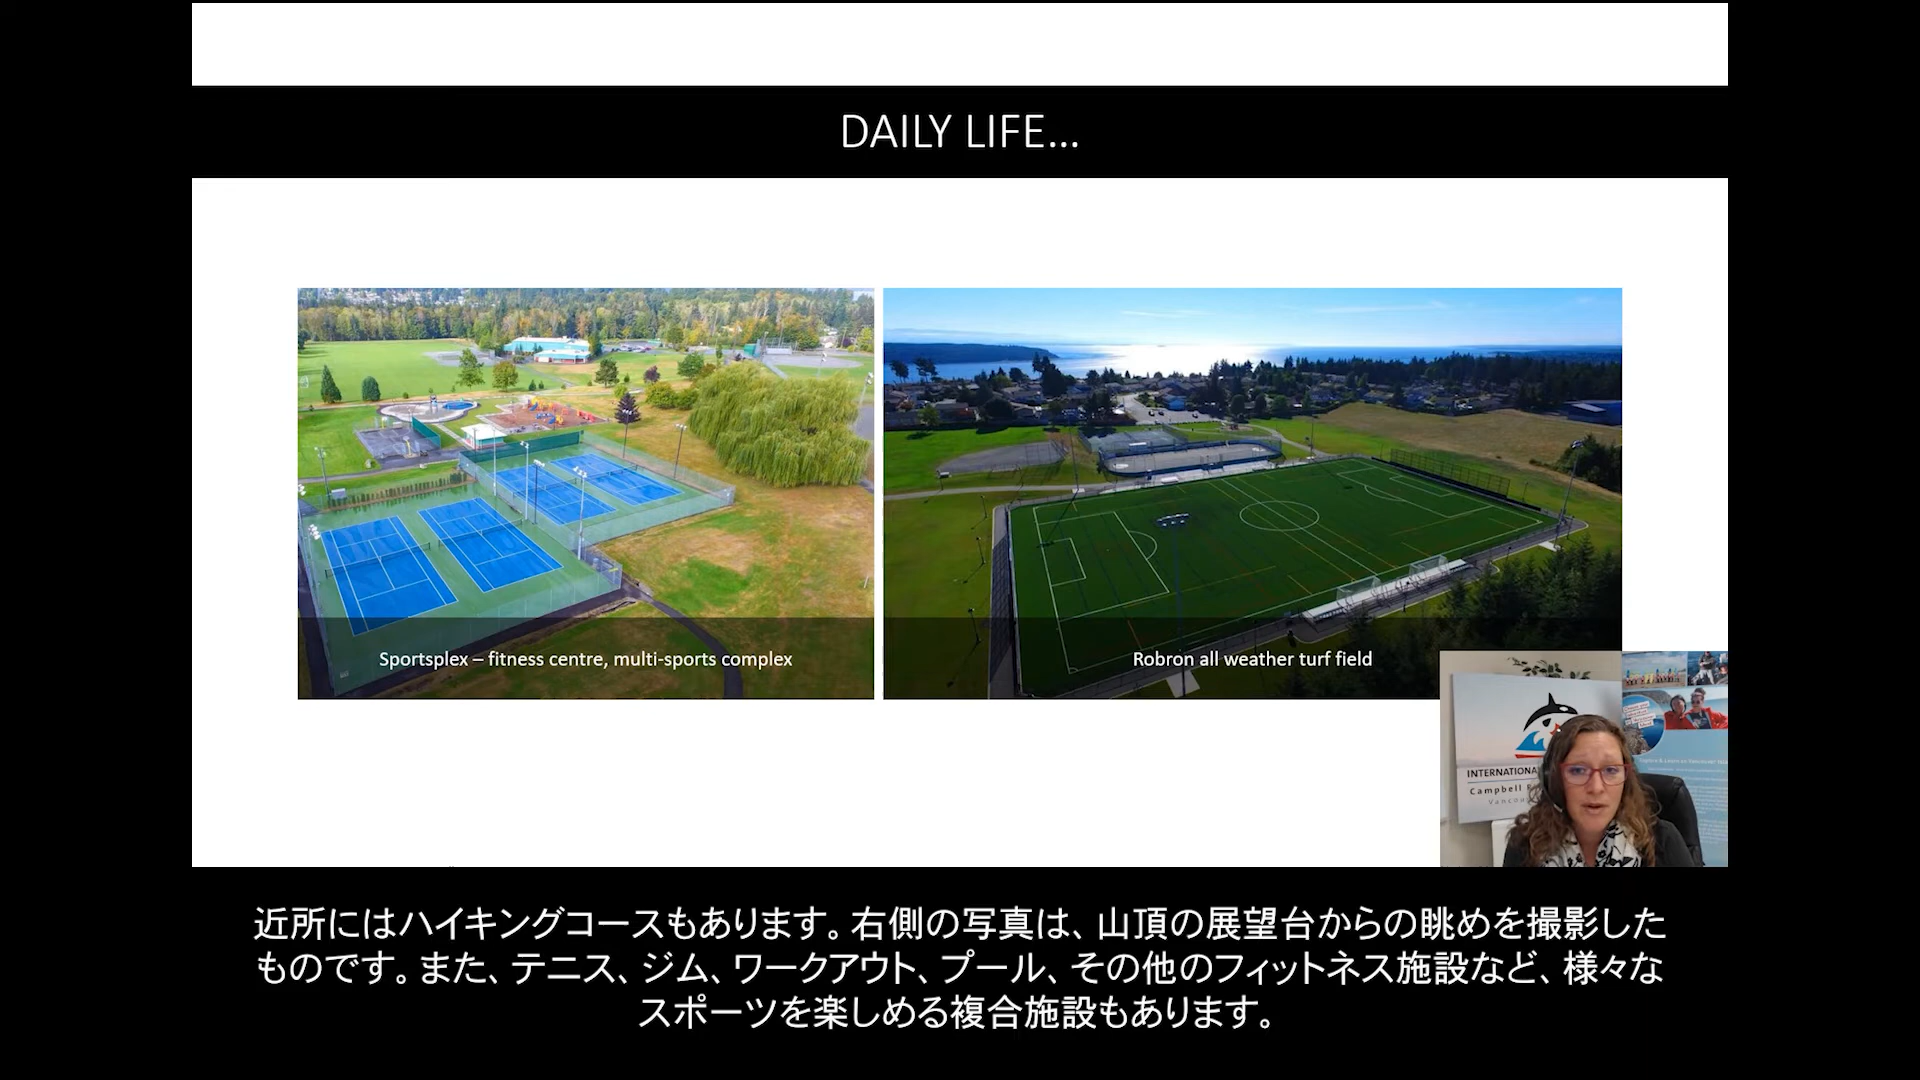 DAILY LIFE…
Sportsplex – fitness centre, multi-sports complex
Robron all weather turf field
INTERNATIONAL
Campbell
近所にはハイキングコースもあります。右側の写真は、山頂の展望台からの眺めを撮影した
ものです。また、テニス、ジム、ワークアウト、プール、その他のフィットネス施設など、様々な
スポーツを楽しめる複合施設もあります。